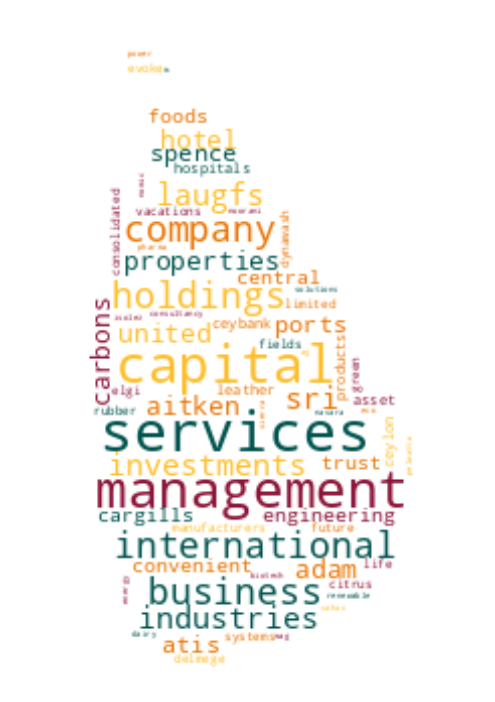 power
evoke
foods
hotel
spence
hospitals
laugfs
consolidated
vacations
company
dynawash
pharma
properties
central
solutions
holdings
limited
carbons
consultancy
united
ceybank
ports
fields
capital
products
green
elgi
leather
sri
asset
rubber
aitken
services
ceylon
investments
trust
management
cargills
engineering
manufacturers
future
international
convenient
adam
life
biotech
citrus
business
renewable
industries
dairy
systems
atis
delmege